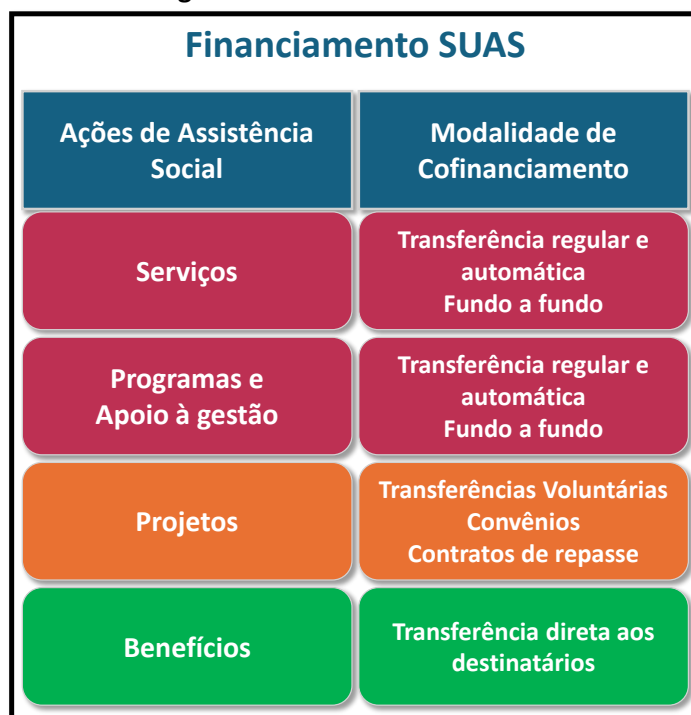 Financiamento SUAS
Ações de Assistência
Social
Modalidade de
Cofinanciamento
Serviços
Transferência regular e
automática
Fundo a fundo
Programas e
Apoio à gestão
Transferência regular e
automática
Fundo a fundo
Projetos
Transferências Voluntárias
Convênios
Contratos de repasse
Benefícios
Transferência direta aos
destinatários